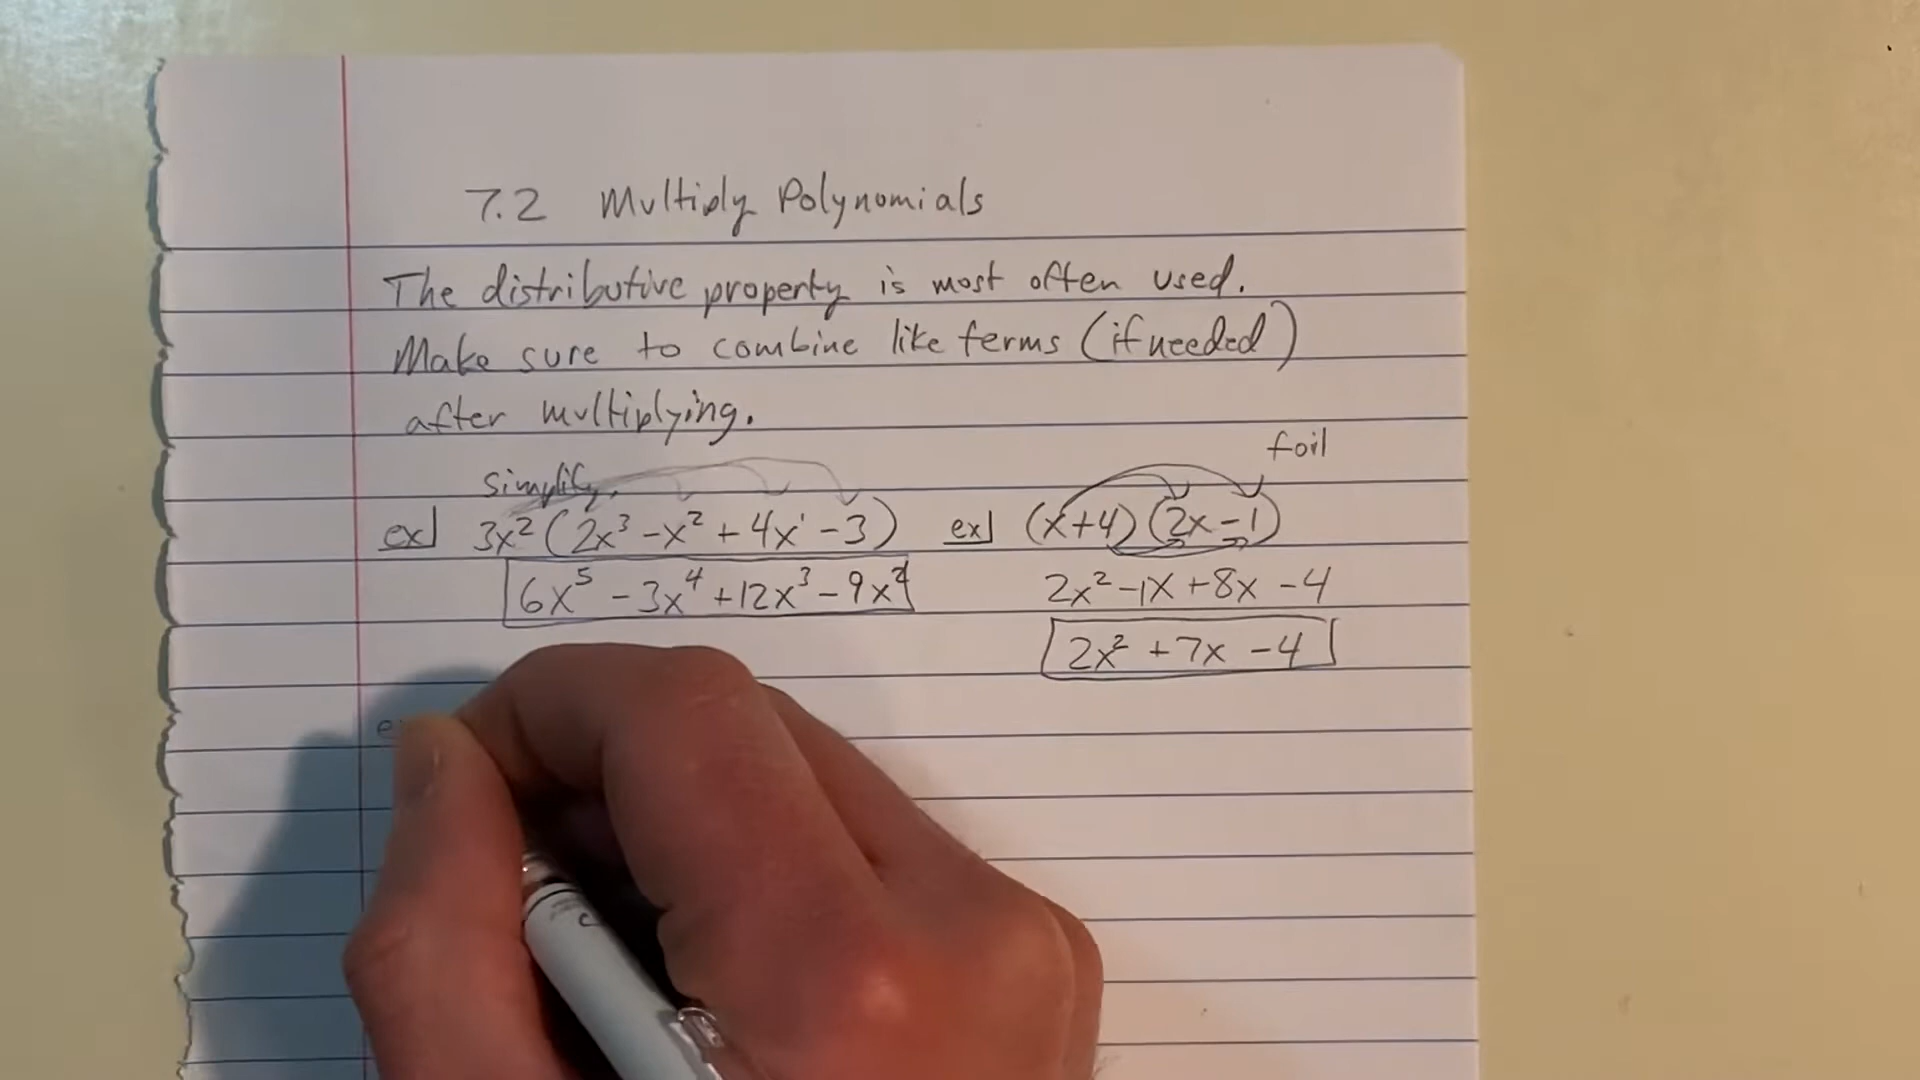 7.2 Multiply Polynomials
The distributive property is most often used.
Make sure to combine like terms (if needed)
after multiplying.
simplify.
ex] 3x²(2x³ - x² + 4x¹ - 3)
6x⁵ - 3x⁴ + 12x³ - 9x²
foil
ex] (x+4)(2x-1)
2x² - 1x + 8x - 4
2x² + 7x - 4